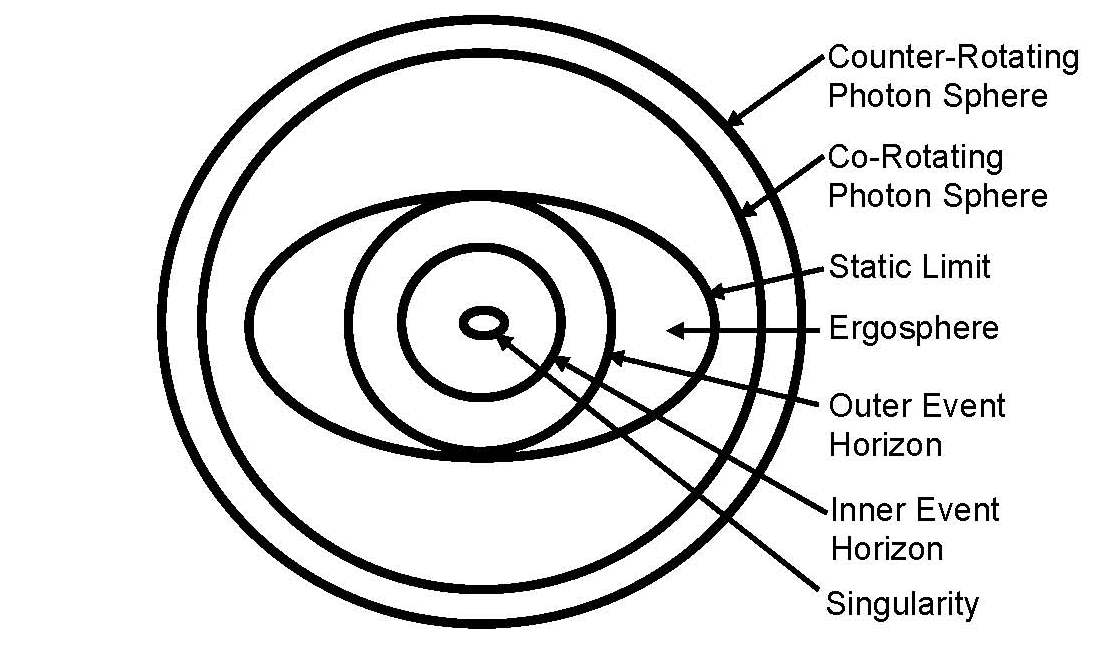 Counter-Rotating
Photon Sphere
Co-Rotating
Photon Sphere
Static Limit
Ergosphere
Outer Event
Horizon
Inner Event
Horizon
Singularity